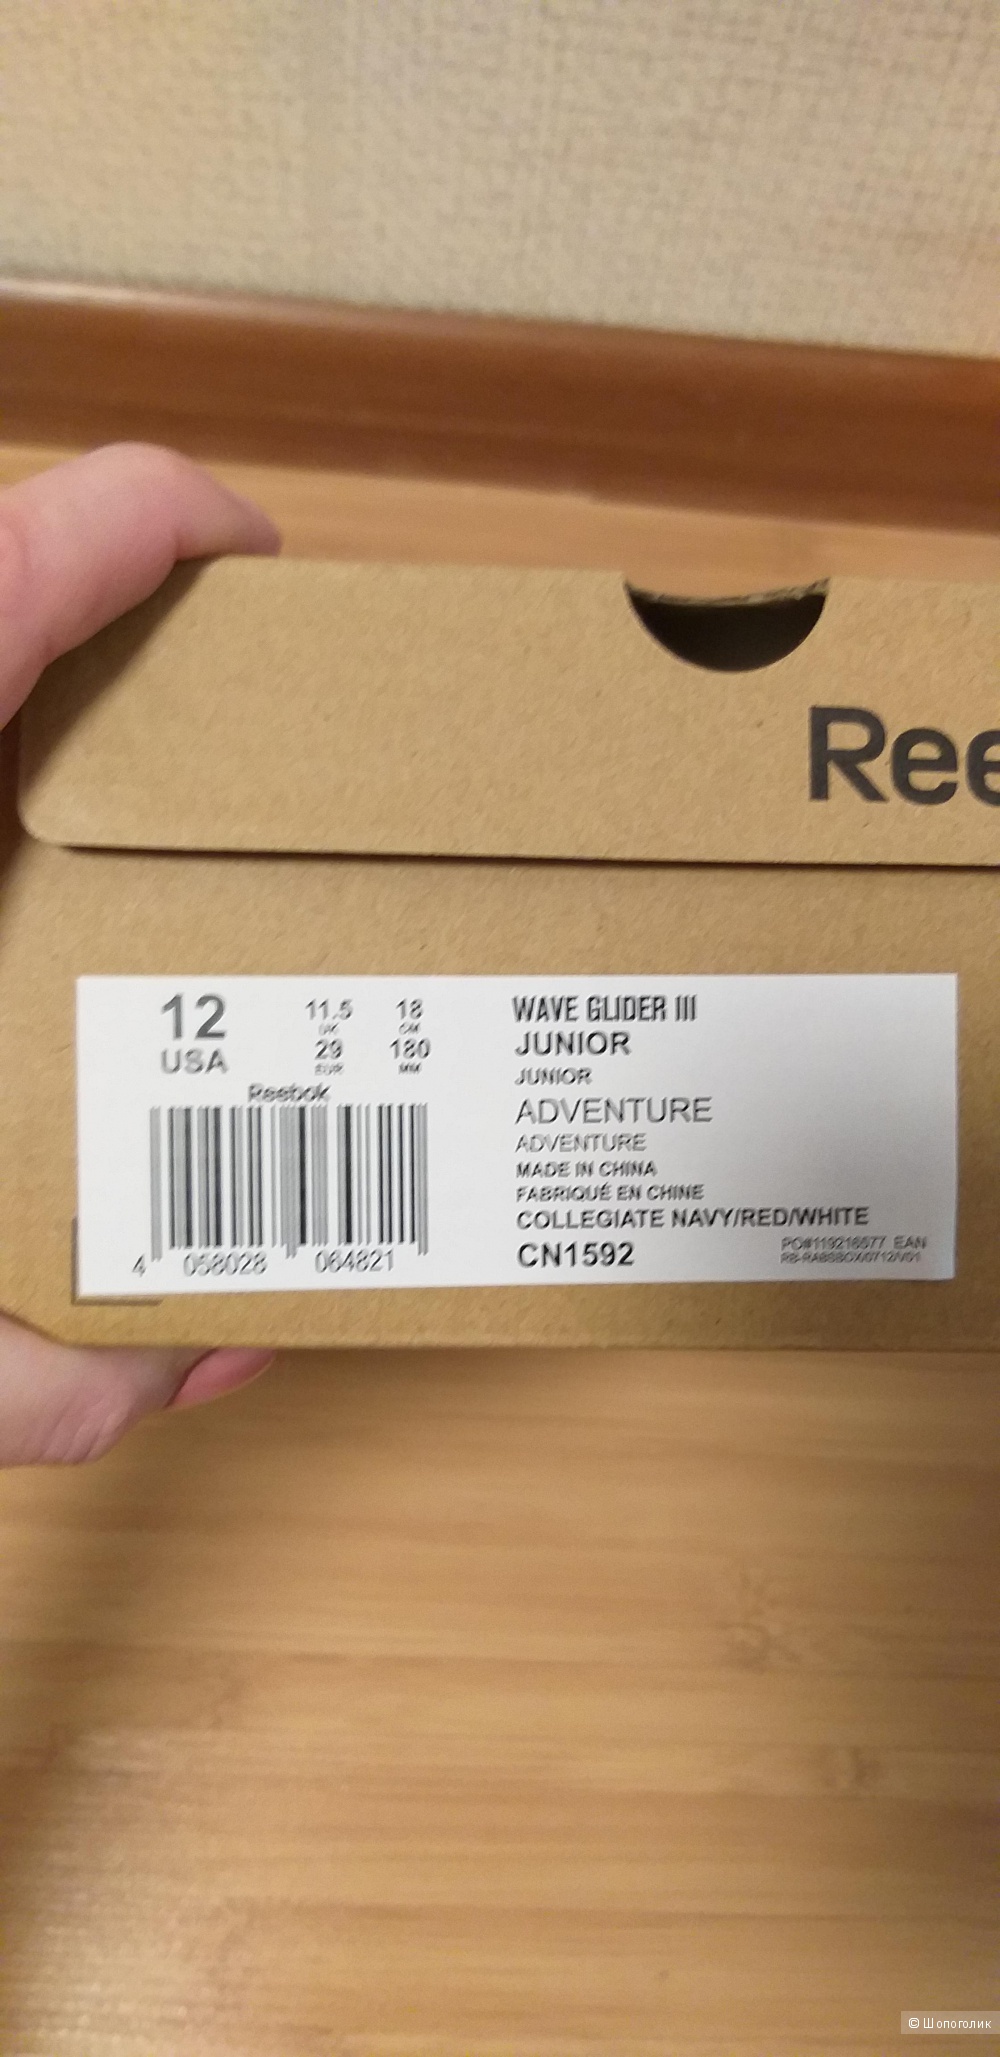 Ree
12
USA
11.5
UK
29
EUR
18
CM
180
MM
Reebok
4 058028 064821
WAVE GLIDER III
JUNIOR
JUNIOR
ADVENTURE
ADVENTURE
MADE IN CHINA
FABRIQUÉ EN CHINE
COLLEGIATE NAVY/RED/WHITE
CN1592
EAN
© Шопоголик